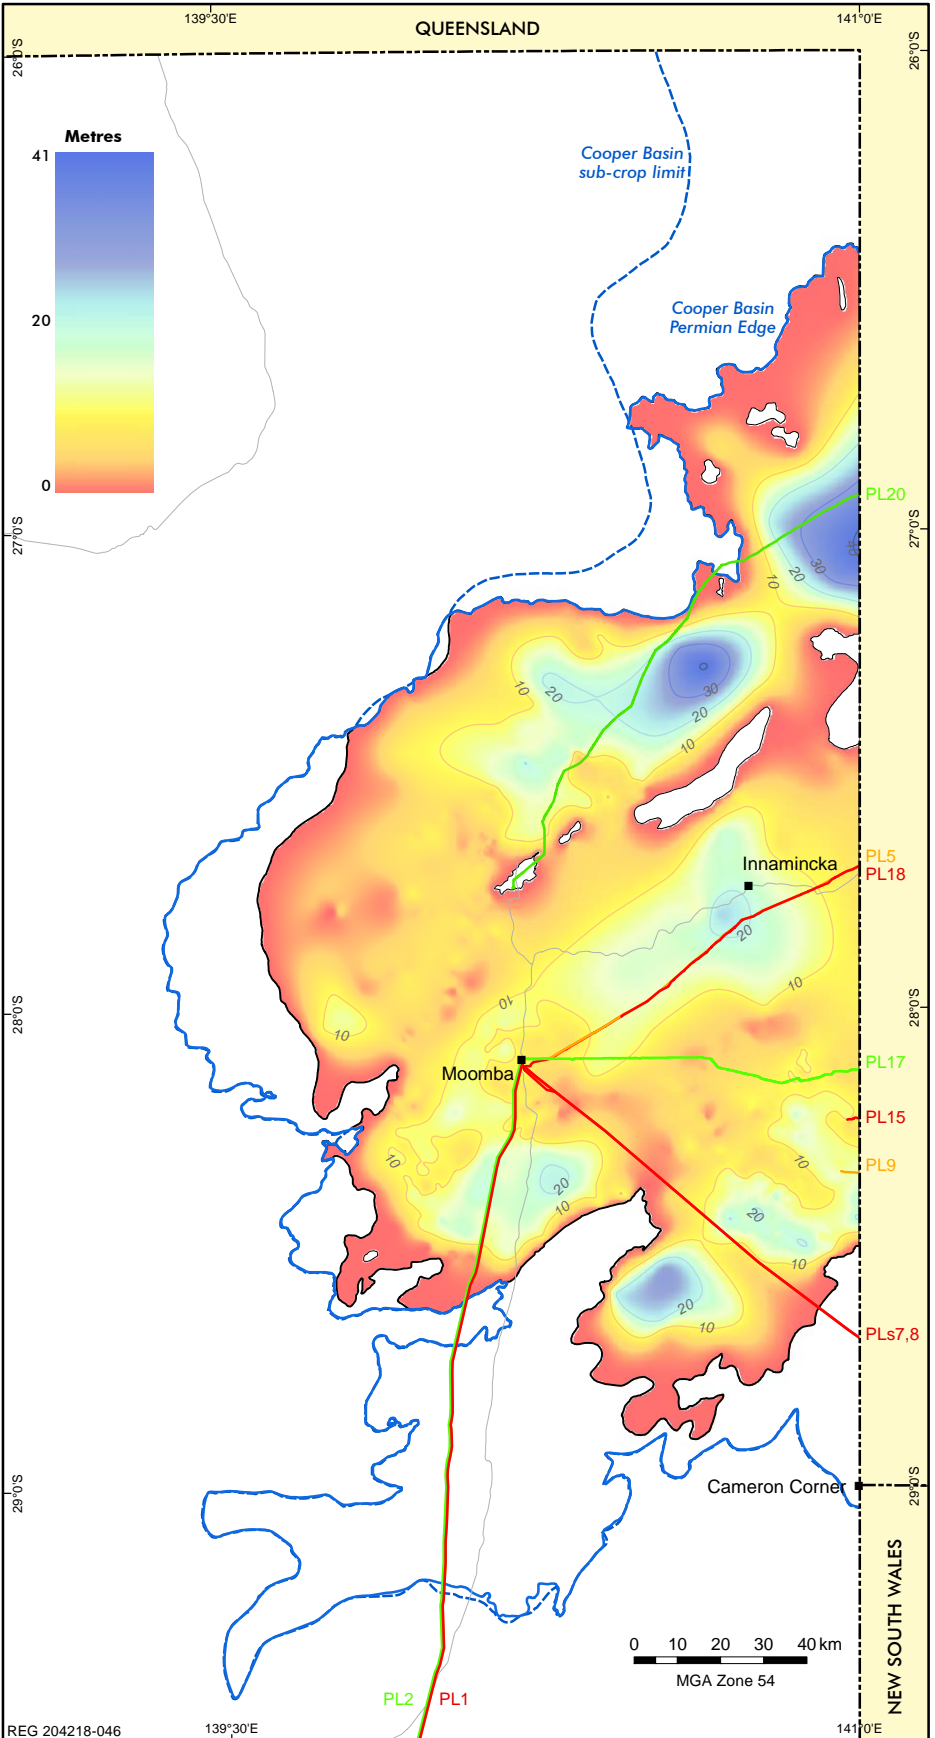 139°30'E
141°0'E
QUEENSLAND
26°0'S
26°0'S
Metres
41
20
0
Cooper Basin
sub-crop limit
Cooper Basin
Permian Edge
PL20
27°0'S
27°0'S
40
30
20
10
10
20
30
20
10
Innamincka
PL5
PL18
20
10
10
10
28°0'S
28°0'S
Moomba
PL17
PL15
10
10
PL9
20
10
20
10
20
10
PLs7,8
29°0'S
29°0'S
Cameron Corner
NEW SOUTH WALES
0 10 20 30 40 km
MGA Zone 54
PL2
PL1
REG 204218-046
139°30'E
141°0'E